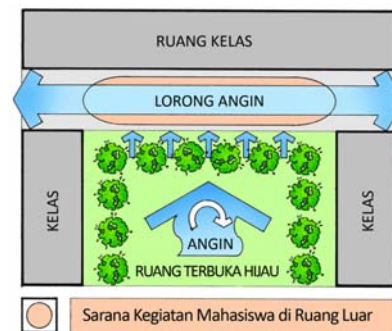 RUANG KELAS
LORONG ANGIN
KELAS
KELAS
ANGIN
RUANG TERBUKA HIJAU
Sarana Kegiatan Mahasiswa di Ruang Luar